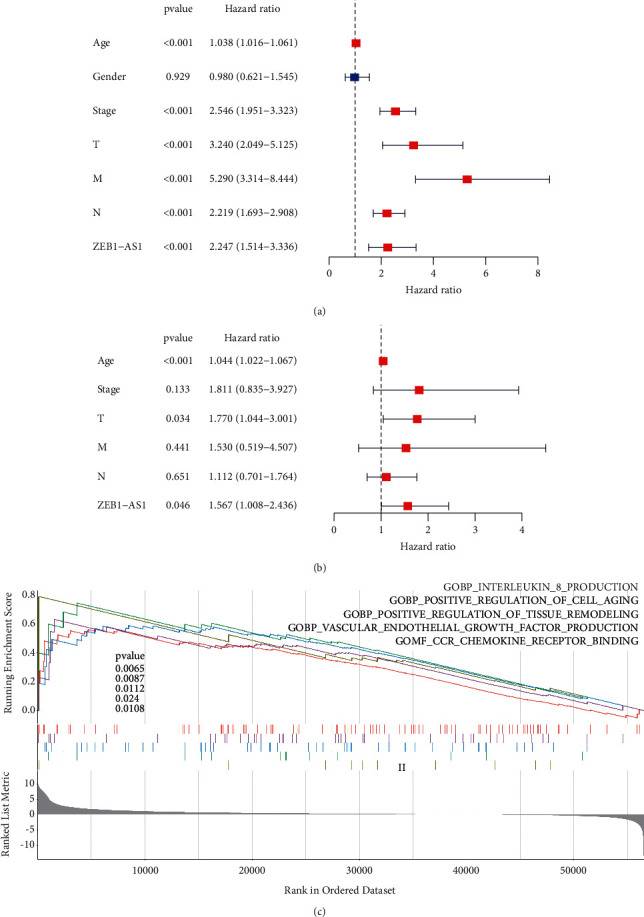 pvalue Hazard ratio
Age <0.001 1.038 (1.016−1.061)
Gender 0.929 0.980 (0.621−1.545)
Stage <0.001 2.546 (1.951−3.323)
T <0.001 3.240 (2.049−5.125)
M <0.001 5.290 (3.314−8.444)
N <0.001 2.219 (1.693−2.908)
ZEB1−AS1 <0.001 2.247 (1.514−3.336)
0 2 4 6 8
Hazard ratio
(a)
pvalue Hazard ratio
Age <0.001 1.044 (1.022−1.067)
Stage 0.133 1.811 (0.835−3.927)
T 0.034 1.770 (1.044−3.001)
M 0.441 1.530 (0.519−4.507)
N 0.651 1.112 (0.701−1.764)
ZEB1−AS1 0.046 1.567 (1.008−2.436)
0 1 2 3 4
Hazard ratio
(b)
GOBP_INTERLEUKIN_8_PRODUCTION
GOBP_POSITIVE_REGULATION_OF_CELL_AGING
GOBP_POSITIVE_REGULATION_OF_TISSUE_REMODELING
GOBP_VASCULAR_ENDOTHELIAL_GROWTH_FACTOR_PRODUCTION
GOMF_CCR_CHEMOKINE_RECEPTOR_BINDING
Running Enrichment Score
0.8
0.6
0.4
0.2
0.0
pvalue
0.0065
0.0087
0.0112
0.024
0.0108
II
Ranked List Metric
10
5
0
-5
-10
10000 20000 30000 40000 50000
Rank in Ordered Dataset
(c)